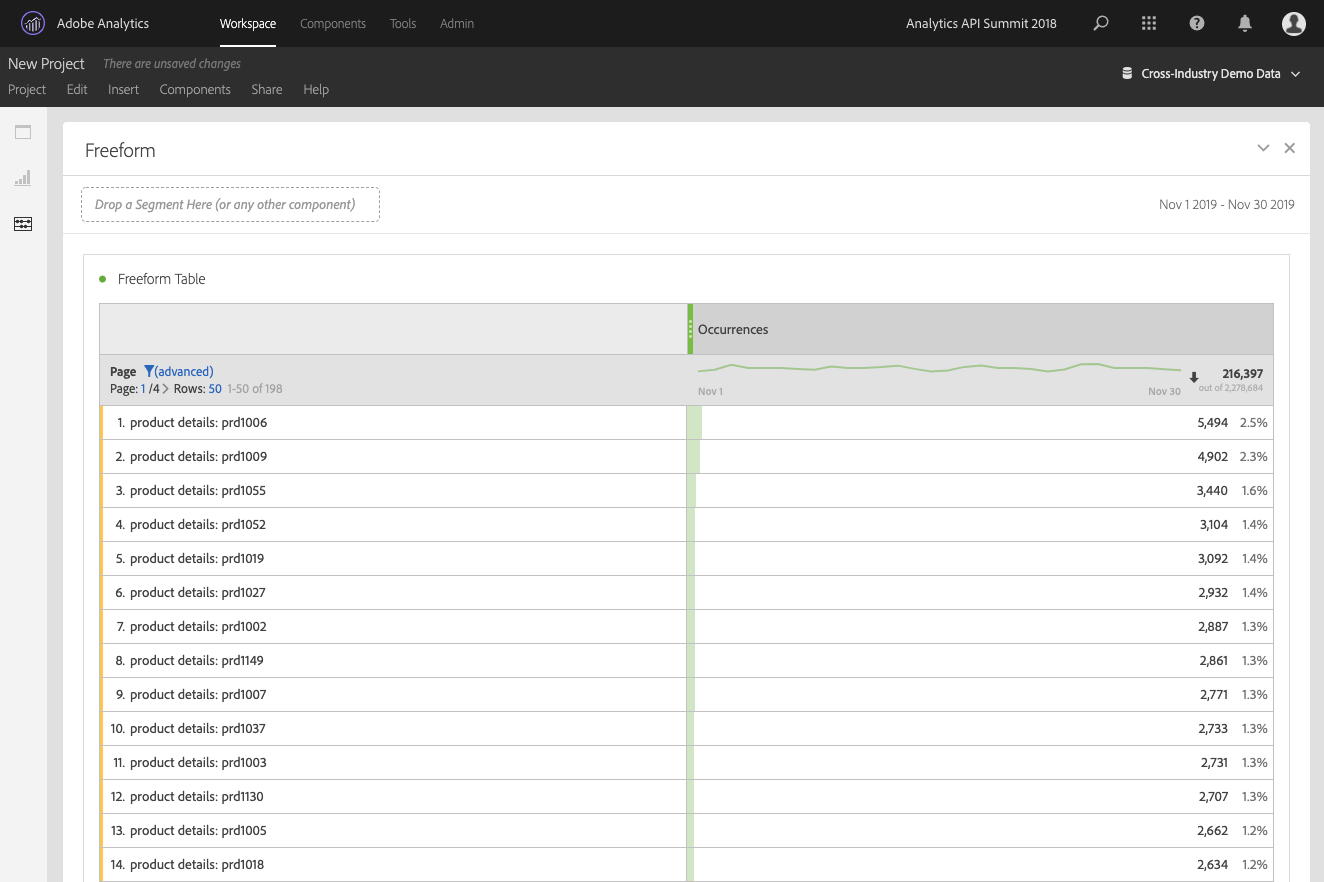 Adobe Analytics Workspace Components Tools Admin Analytics API Summit 2018
New Project There are unsaved changes
Cross-Industry Demo Data
Project Edit Insert Components Share Help
Freeform
Drop a Segment Here (or any other component) Nov 1 2019 - Nov 30 2019
Freeform Table
Occurrences
Page (advanced)
Page: 1 /4 > Rows: 50 1-50 of 198
Nov 1 Nov 30
216,397
out of 2,278,684
1. product details: prd1006 5,494 2.5%
2. product details: prd1009 4,902 2.3%
3. product details: prd1055 3,440 1.6%
4. product details: prd1052 3,104 1.4%
5. product details: prd1019 3,092 1.4%
6. product details: prd1027 2,932 1.4%
7. product details: prd1002 2,887 1.3%
8. product details: prd1149 2,861 1.3%
9. product details: prd1007 2,771 1.3%
10. product details: prd1037 2,733 1.3%
11. product details: prd1003 2,731 1.3%
12. product details: prd1130 2,707 1.3%
13. product details: prd1005 2,662 1.2%
14. product details: prd1018 2,634 1.2%